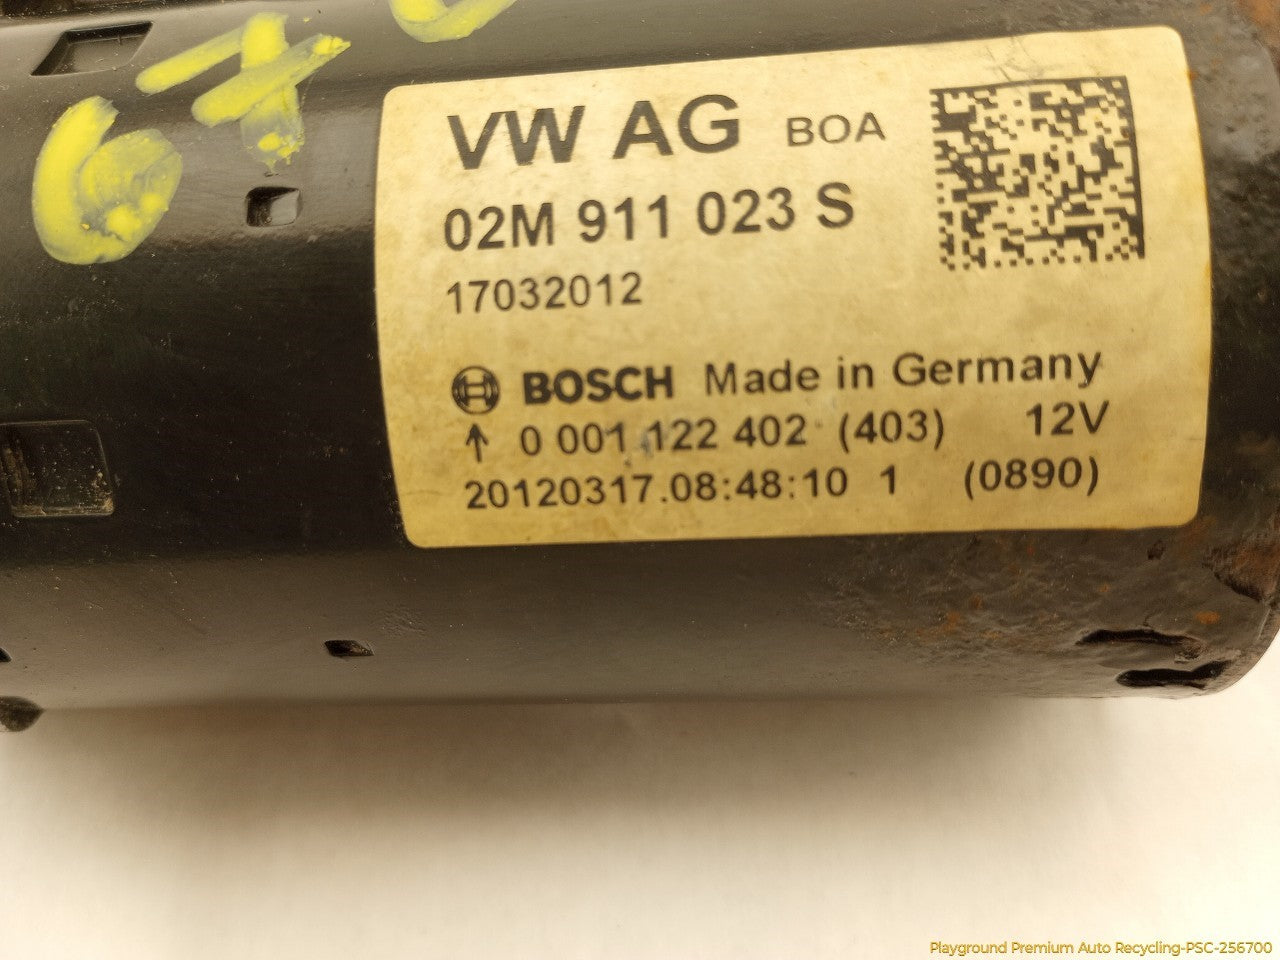 VW AG BOA
02M 911 023 S
17032012
BOSCH Made in Germany
↑ 0 001 122 402 (403) 12V
20120317.08:48:10 1 (0890)
Playground Premium Auto Recycling-PSC-256700